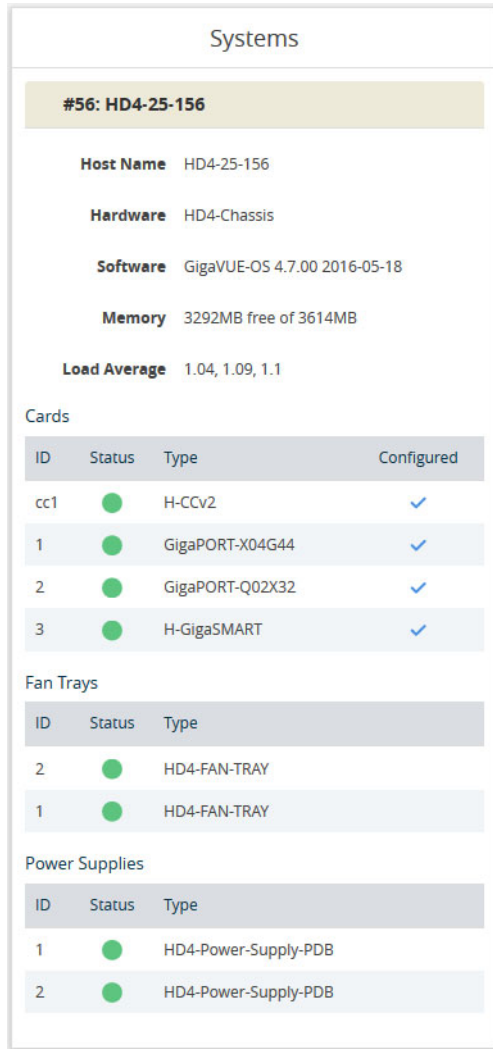 Systems
#56: HD4-25-156
Host Name HD4-25-156
Hardware HD4-Chassis
Software GigaVUE-OS 4.7.00 2016-05-18
Memory 3292MB free of 3614MB
Load Average 1.04, 1.09, 1.1
Cards
ID Status Type Configured
cc1 H-CCv2
1 GigaPORT-X04G44
2 GigaPORT-Q02X32
3 H-GigaSMART
Fan Trays
ID Status Type
2 HD4-FAN-TRAY
1 HD4-FAN-TRAY
Power Supplies
ID Status Type
1 HD4-Power-Supply-PDB
2 HD4-Power-Supply-PDB